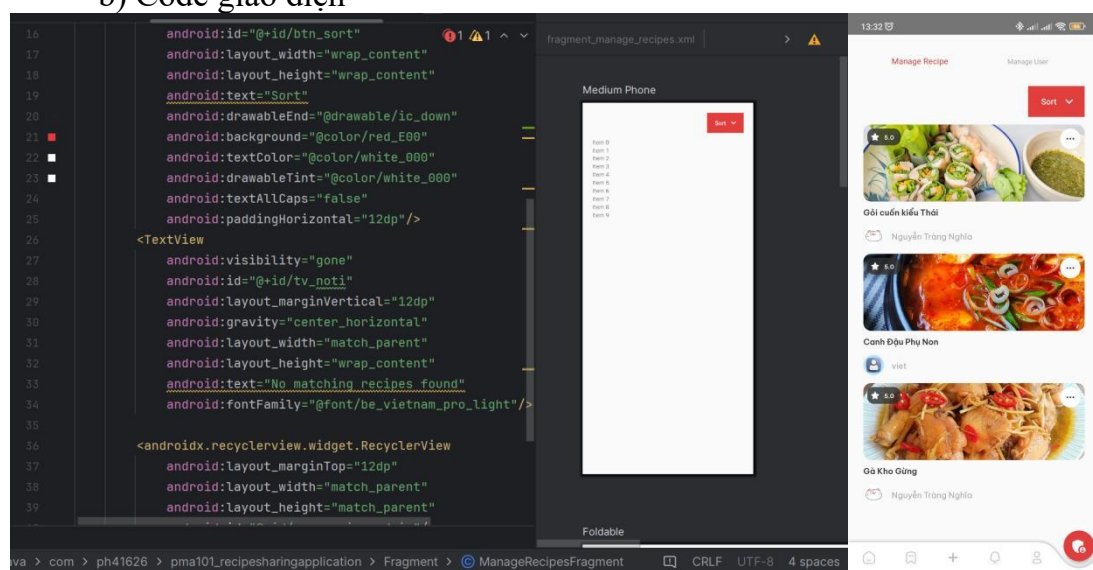 b) Code giao diện
16 android:id="@+id/btn_sort"
1 1
17 android:layout_width="wrap_content"
18 android:layout_height="wrap_content"
19 android:text="Sort"
20 android:drawableEnd="@drawable/ic_down"
21 android:background="@color/red_E00"
22 android:textColor="@color/white_000"
23 android:drawableTint="@color/white_000"
24 android:textAllCaps="false"
25 android:paddingHorizontal="12dp"/>
26 <TextView
27 android:visibility="gone"
28 android:id="@+id/tv_noti"
29 android:layout_marginVertical="12dp"
30 android:gravity="center_horizontal"
31 android:layout_width="match_parent"
32 android:layout_height="wrap_content"
33 android:text="No matching recipes found"
34 android:fontFamily="@font/be_vietnam_pro_light"/>
35
36 <androidx.recyclerview.widget.RecyclerView
37 android:layout_marginTop="12dp"
38 android:layout_width="match_parent"
39 android:layout_height="match_parent"
fragment_manage_recipes.xml
Medium Phone
Sort
Item 0
Item 1
Item 2
Item 3
Item 4
Item 5
Item 6
Item 7
Item 8
Item 9
Foldable
va > com > ph41626 > pma101_recipesharingapplication > Fragment > ManageRecipesFragment CRLF UTF-8 4 spaces
13:32
Manage Recipe Manage User
Sort
5.0
Gỏi cuốn kiểu Thái
Nguyễn Tràng Nghĩa
5.0
Canh Đậu Phụ Non
viet
5.0
Gà Kho Gừng
Nguyễn Tràng Nghĩa